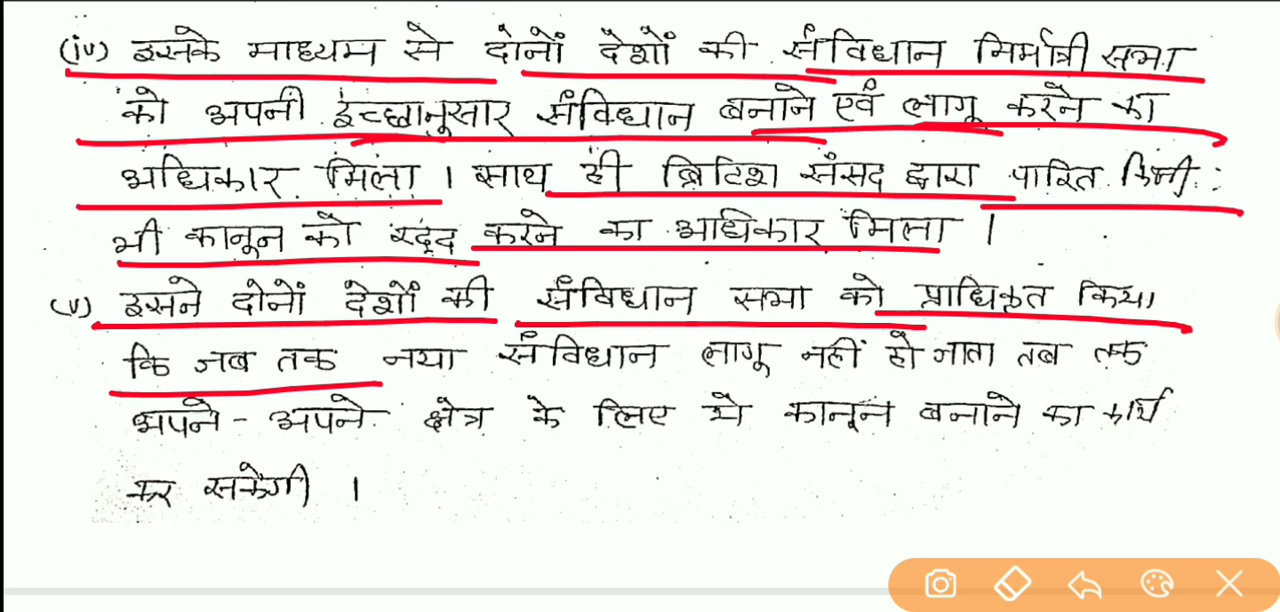 (iv) इसके माध्यम से दोनों देशों की संविधान निर्मात्री सभा
को अपनी इच्छानुसार संविधान बनाने एवं लागू करने का
अधिकार मिला । साथ ही ब्रिटिश संसद द्वारा पारित किसी
भी कानून को रद्द करने का अधिकार मिला ।
(v) इसने दोनों देशों की संविधान सभा को प्राधिकृत किया
कि जब तक नया संविधान लागू नहीं हो जाता तब तक
अपने - अपने क्षेत्र के लिए ये कानून बनाने का कार्य
कर सकेंगी ।